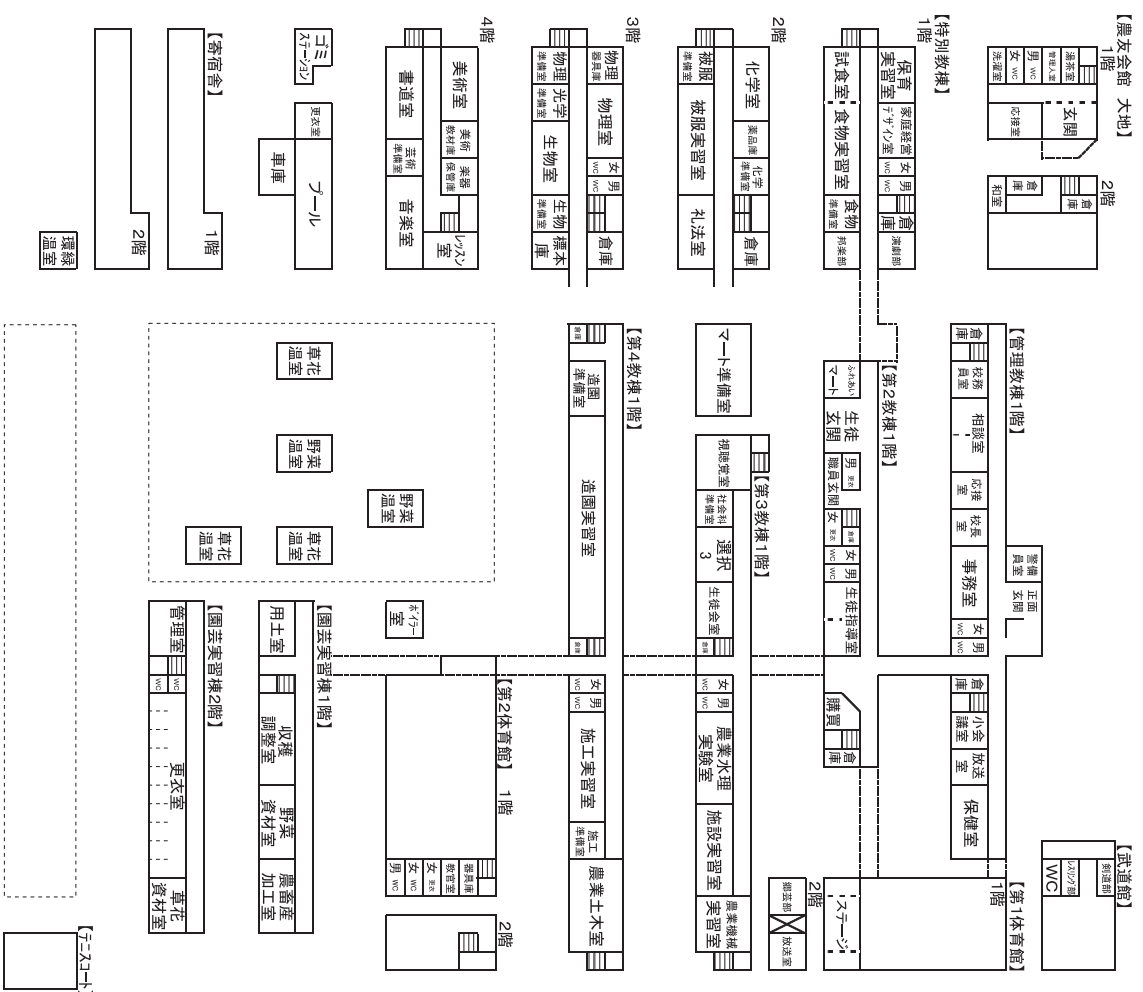 【農友会館 大地】
1階
湯茶室
管理人室
男 WC
女 WC
洗濯室
玄関
応接室
2階
倉庫
倉庫
和室
【特別教棟】
1階
保育
実習室
家庭経営
デザイン室
女 WC
男 WC
倉庫
演劇部
試食室
食物実習室
食物
準備室
邦楽部
2階
化学室
薬品庫
化学
準備室
倉庫
被服
準備室
被服実習室
礼法室
3階
物理
器具庫
物理室
女 WC
男 WC
倉庫
物理
準備室
光学
準備室
生物室
生物
準備室
標本
庫
4階
美術室
美術
教材庫
楽器
保管庫
レッスン
室
書道室
芸術
準備室
音楽室
ゴミ
ステーション
更衣室
プール
車庫
【寄宿舎】
1階
2階
環緑
温室
【管理教棟1階】
倉庫
校務
員室
相談室
応接
室
校長
室
事務室
女 WC
男 WC
警備
員室
正面
玄関
倉庫
小会
議室
放送
室
保健室
【第2教棟1階】
ふれあい
マート
生徒
玄関
男 更衣
職員玄関
女 更衣
倉庫
女 WC
男 WC
生徒指導室
購買
倉庫
【第3教棟1階】
マート準備室
視聴覚室
社会科
準備室
選択
3
生徒会室
倉庫
女 WC
男 WC
農業水理
実験室
施設実習室
農業機械
実習室
【第4教棟1階】
倉庫
造園
準備室
造園実習室
倉庫
女 WC
男 WC
施工実習室
施工
準備室
農業土木室
草花
温室
野菜
温室
野菜
温室
草花
温室
草花
温室
ボイラー
室
【第2体育館】 1階
器具庫
教官室
女 更衣
女 WC
男 WC
2階
【園芸実習棟1階】
用土室
収穫
調整室
野菜
資材室
農畜産
加工室
【園芸実習棟2階】
管理室
WC
WC
更衣室
草花
資材室
【武道館】
剣道部
レスリング部
WC
【第1体育館】
1階
ステージ
2階
郷芸部
放送室
【テニスコート】